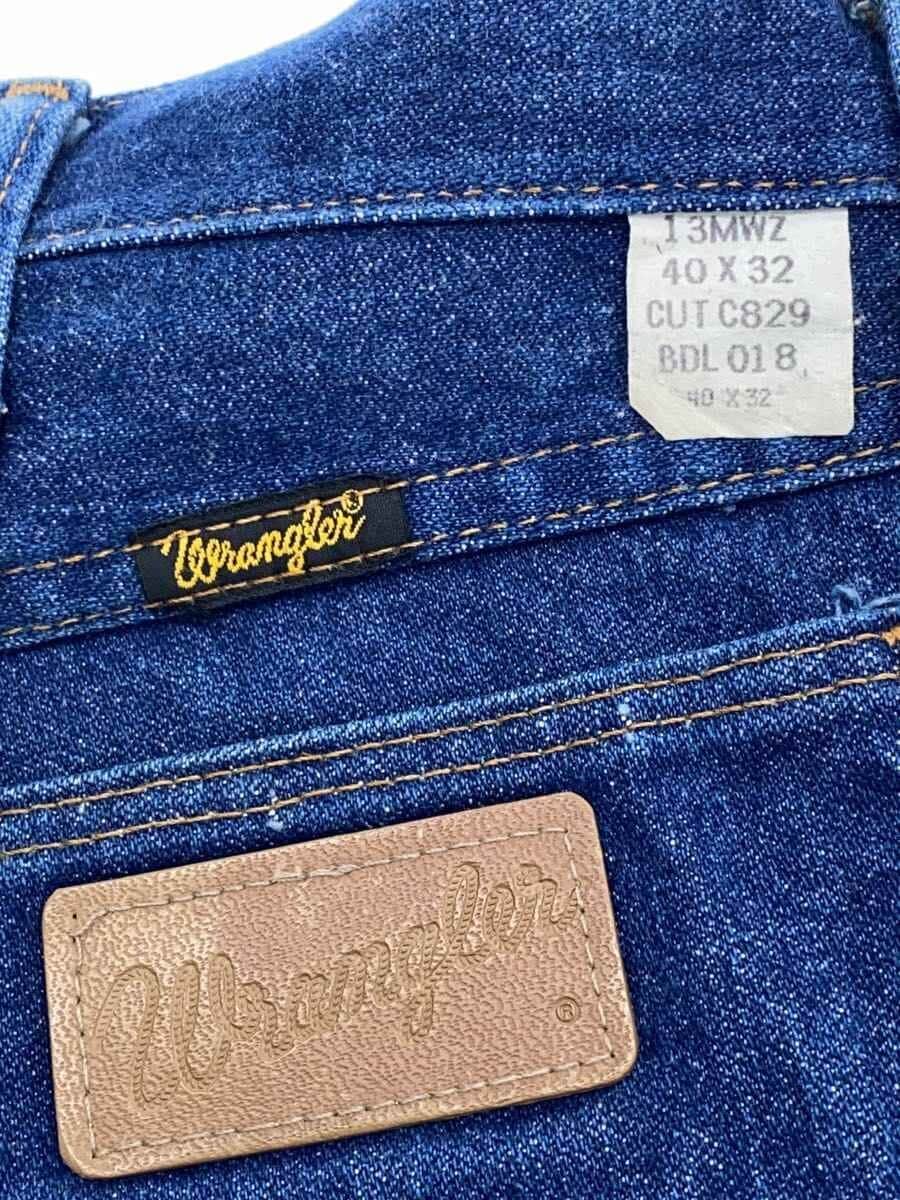 13MWZ
40 X 32
CUT C829
BDL 018
40 X 32
Wrangler®
Wrangler
®